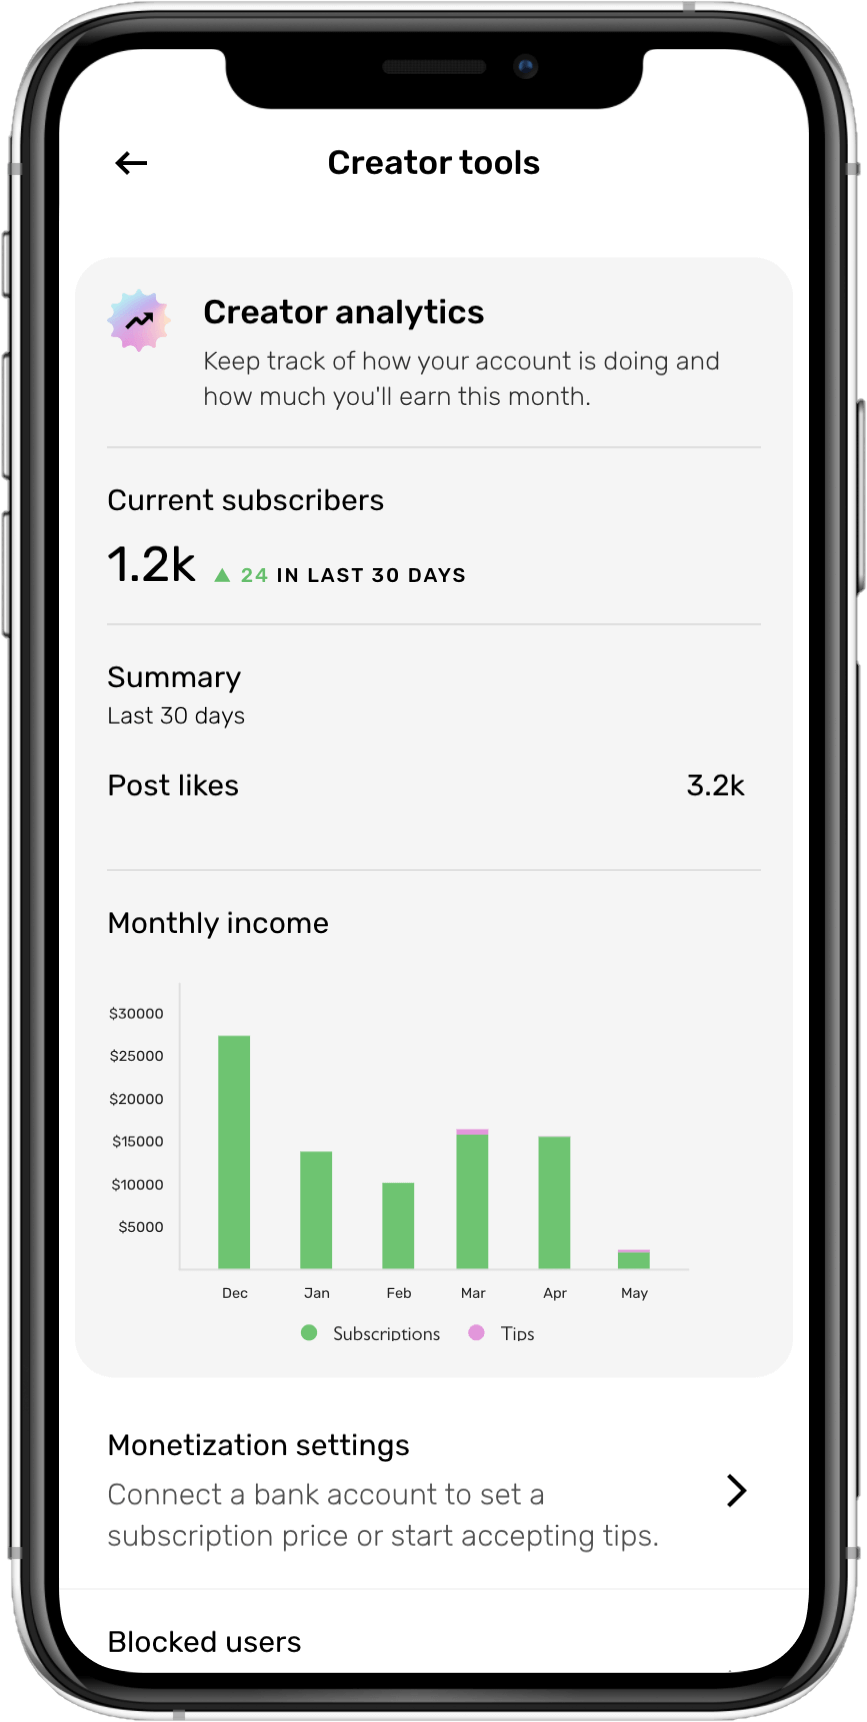 Creator tools
Creator analytics
Keep track of how your account is doing and
how much you'll earn this month.
Current subscribers
1.2k ▲ 24 IN LAST 30 DAYS
Summary
Last 30 days
Post likes 3.2k
Monthly income
$30000
$25000
$20000
$15000
$10000
$5000
Dec Jan Feb Mar Apr May
Subscriptions Tips
Monetization settings
Connect a bank account to set a
subscription price or start accepting tips.
Blocked users